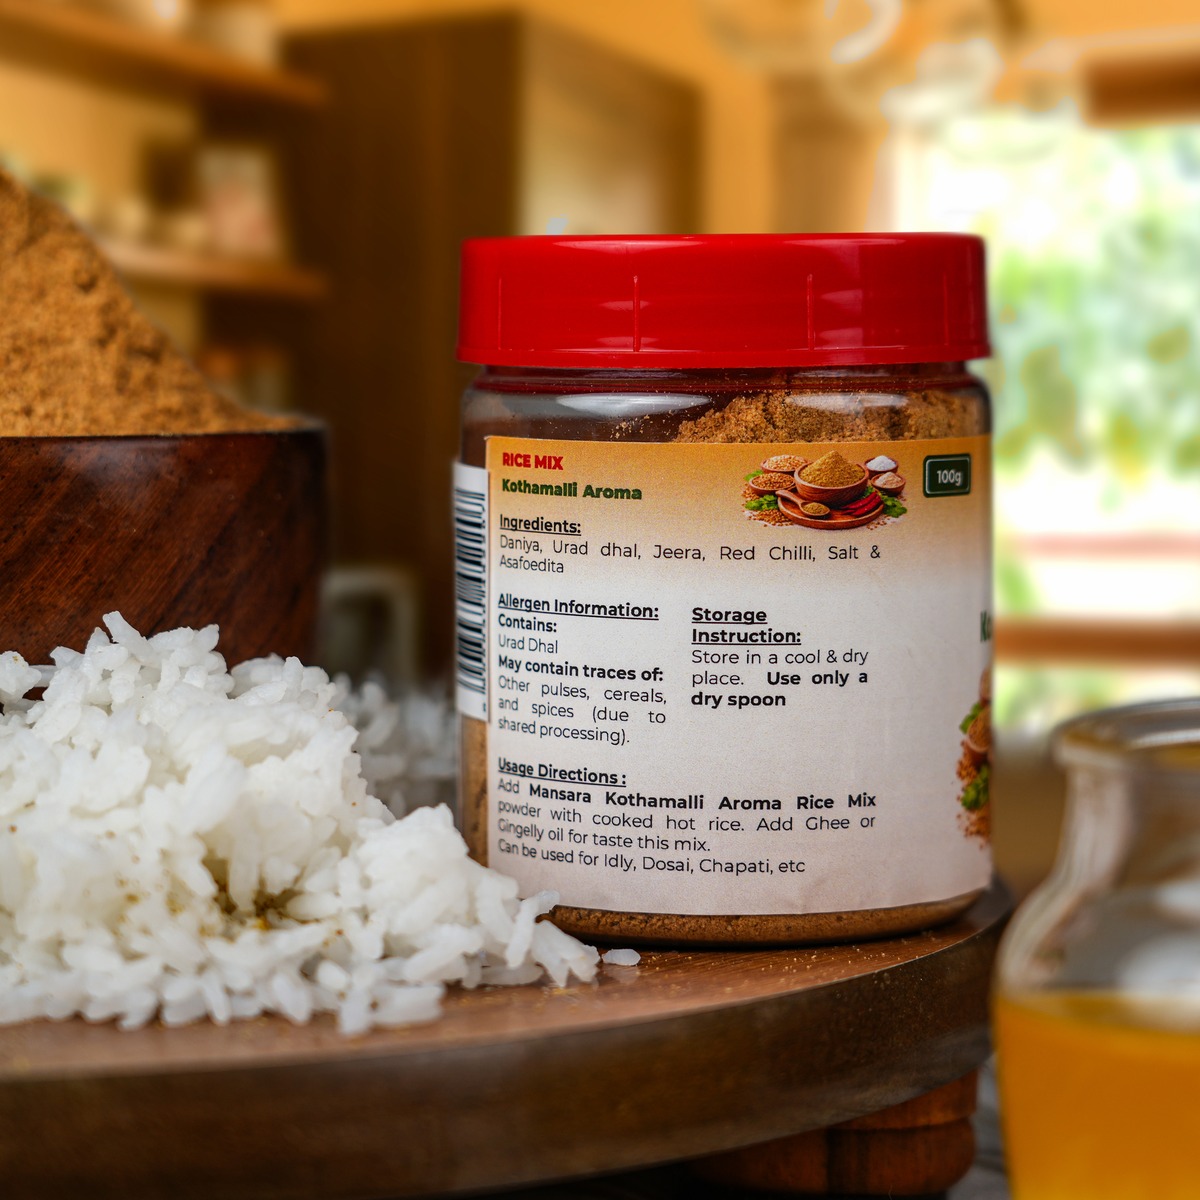 RICE MIX
Kothamalli Aroma
100g
Ingredients:
Daniya, Urad dhal, Jeera, Red Chilli, Salt &
Asafoedita
Allergen Information:
Contains:
Urad Dhal
May contain traces of:
Other pulses, cereals,
and spices (due to
shared processing).
Storage
Instruction:
Store in a cool & dry
place. Use only a
dry spoon
Usage Directions :
Add Mansara Kothamalli Aroma Rice Mix
powder with cooked hot rice. Add Ghee or
Gingelly oil for taste this mix.
Can be used for Idly, Dosai, Chapati, etc